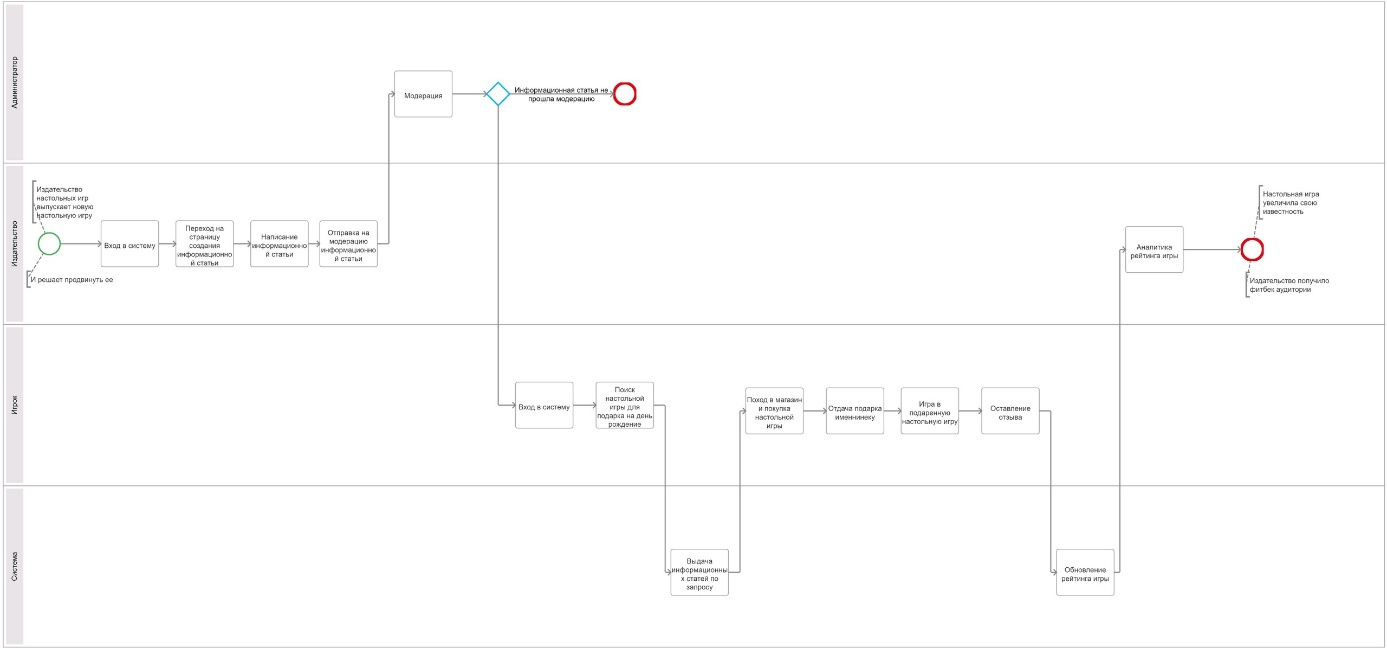 Администратор
Модерация
Информационная статья не
прошла модерацию
Издательство
Издательство
настольных игр
выпускает новую
настольную игру
И решает продвинуть ее
Вход в систему
Переход на
страницу
создания
информационно
й статьи
Написание
информационно
й статьи
Отправка на
модерацию
информационно
й статьи
Аналитика
рейтинга игры
Настольная игра
увеличила свою
известность
Издательство получило
фитбек аудитории
Игрок
Вход в систему
Поиск
настольной
игры для
подарка на день
рождение
Поход в магазин
и покупка
настольной
игры
Отдача подарка
именнинеку
Игра в
подаренную
настольную игру
Оставление
отзыва
Система
Выдача
информационны
х статей по
запросу
Обновление
рейтинга игры